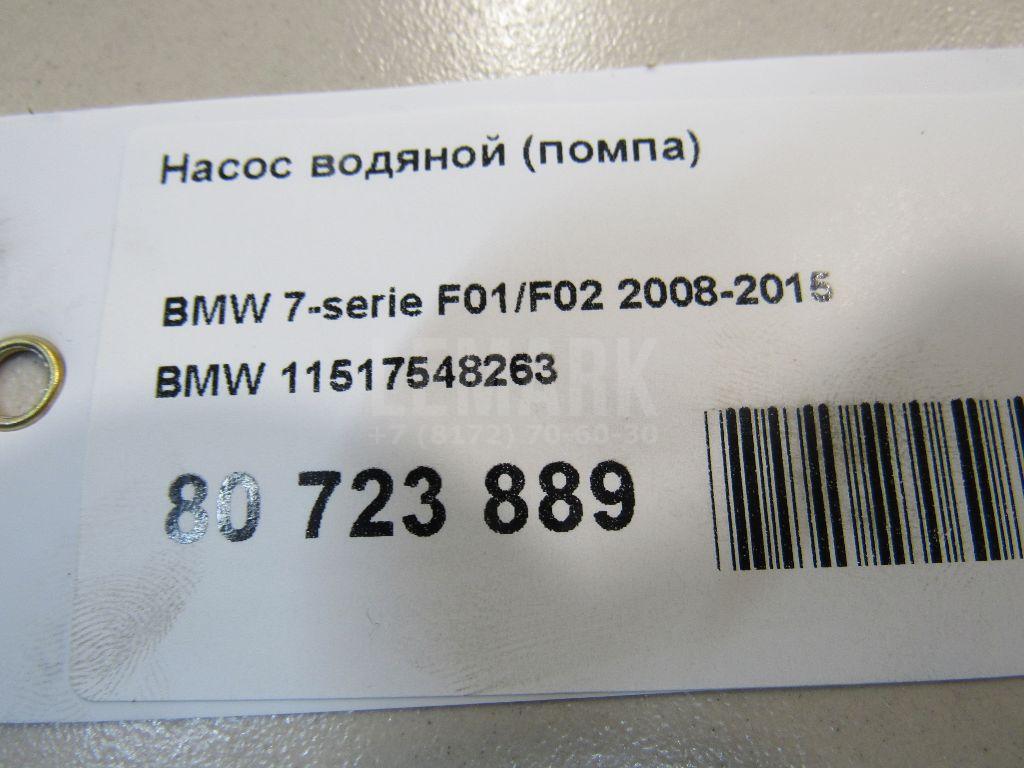 Насос водяной (помпа)
BMW 7-serie F01/F02 2008-2015
BMW 11517548263
LEMARK
+7 (8172) 70-60-30
80 723 889